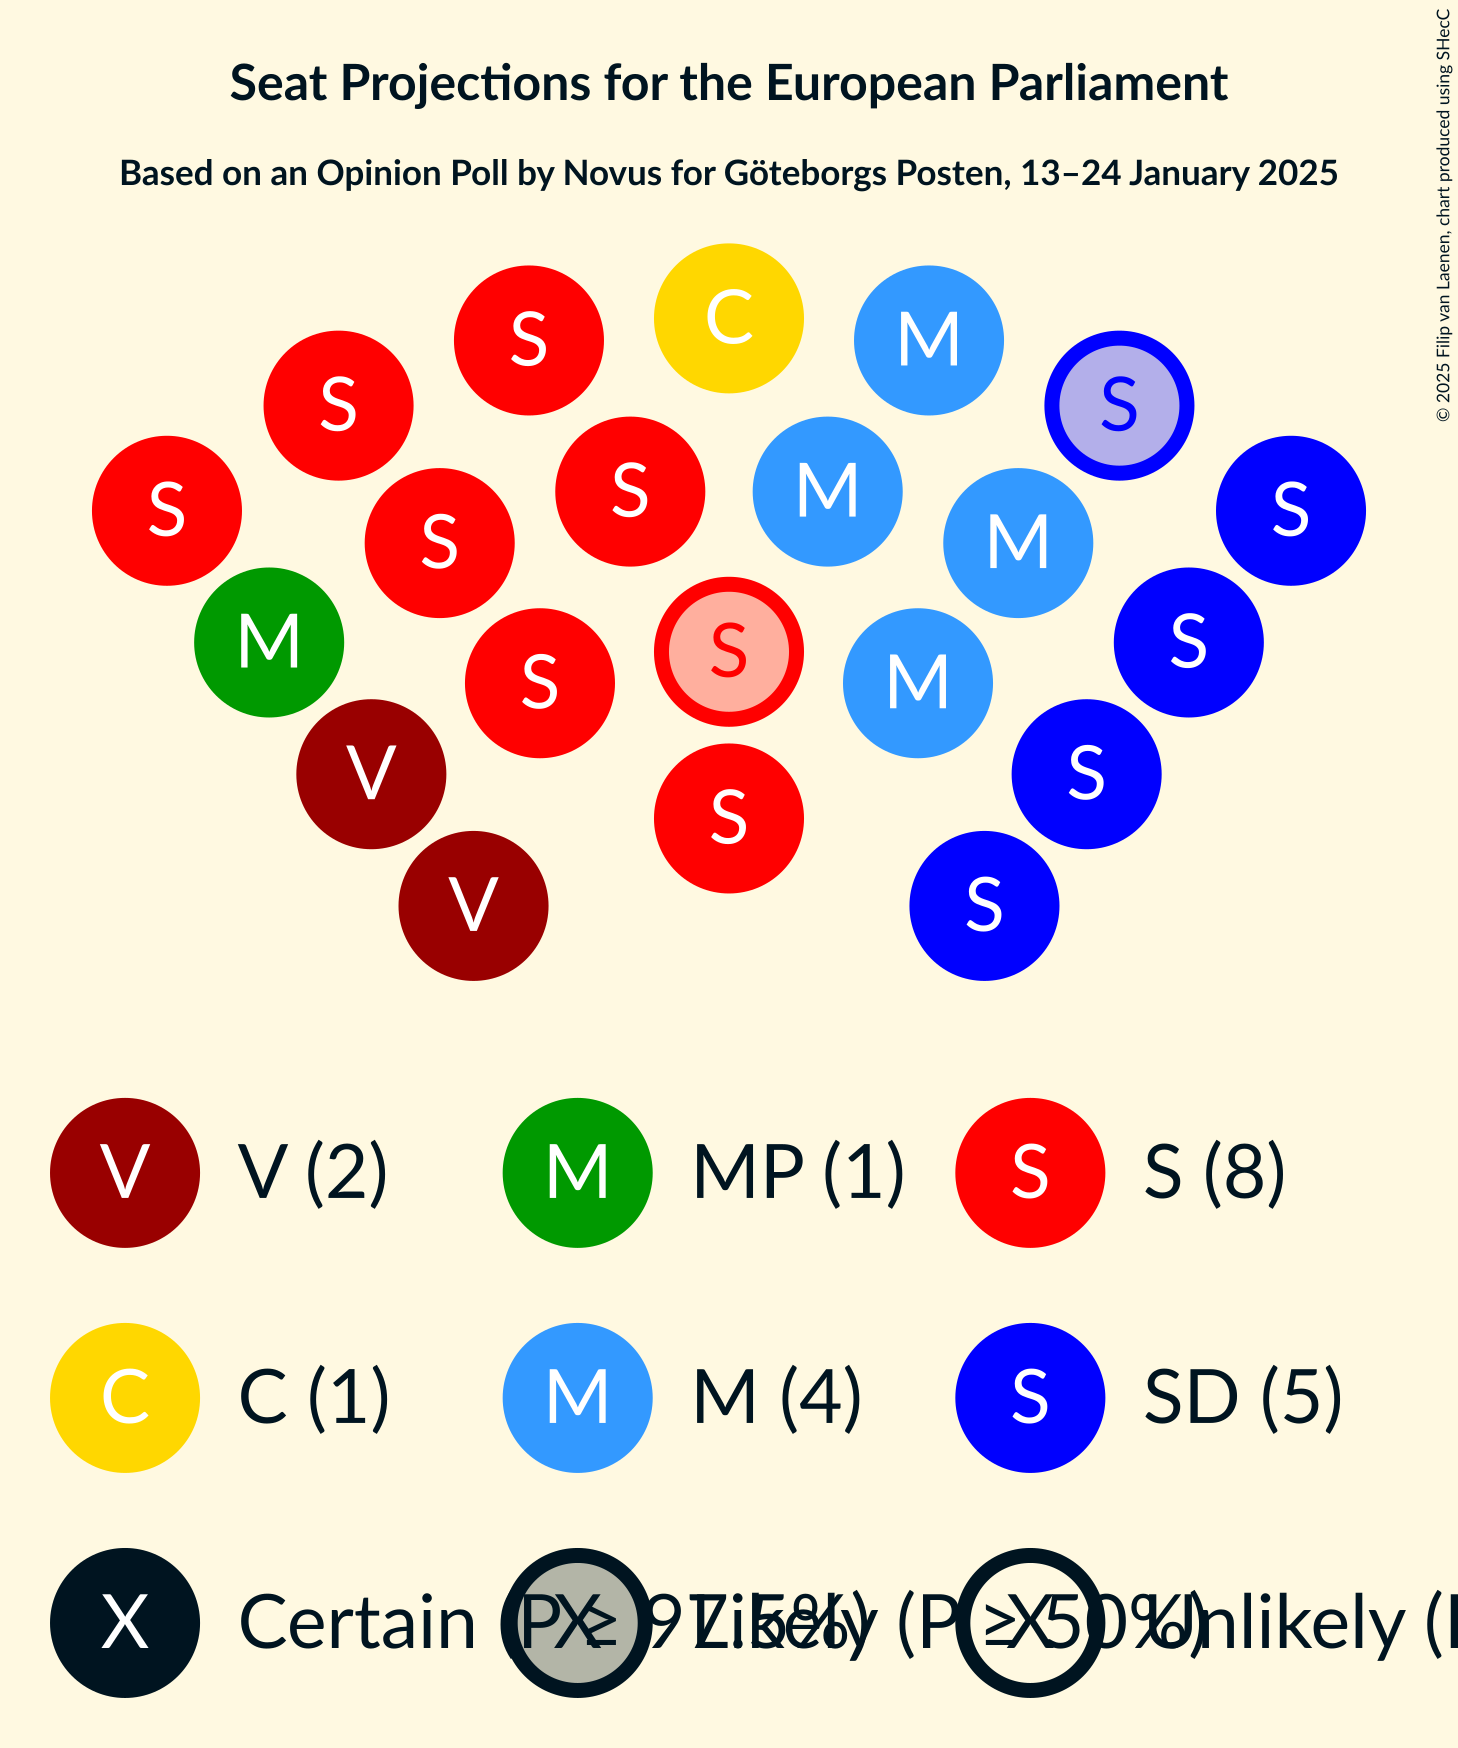 Seat Projections for the European Parliament
Based on an Opinion Poll by Novus for Göteborgs Posten, 13–24 January 2025
© 2025 Filip van Laenen, chart produced using SHecC
C
S M
S S
S M
S S
S M
M S
S S
S M
V S
S
V S
V V (2) M MP (1) S S (8)
C C (1) M M (4) S SD (5)
X Certain (P ≥ 97.5%) X Likely (P ≥ 50%) X Unlikely (